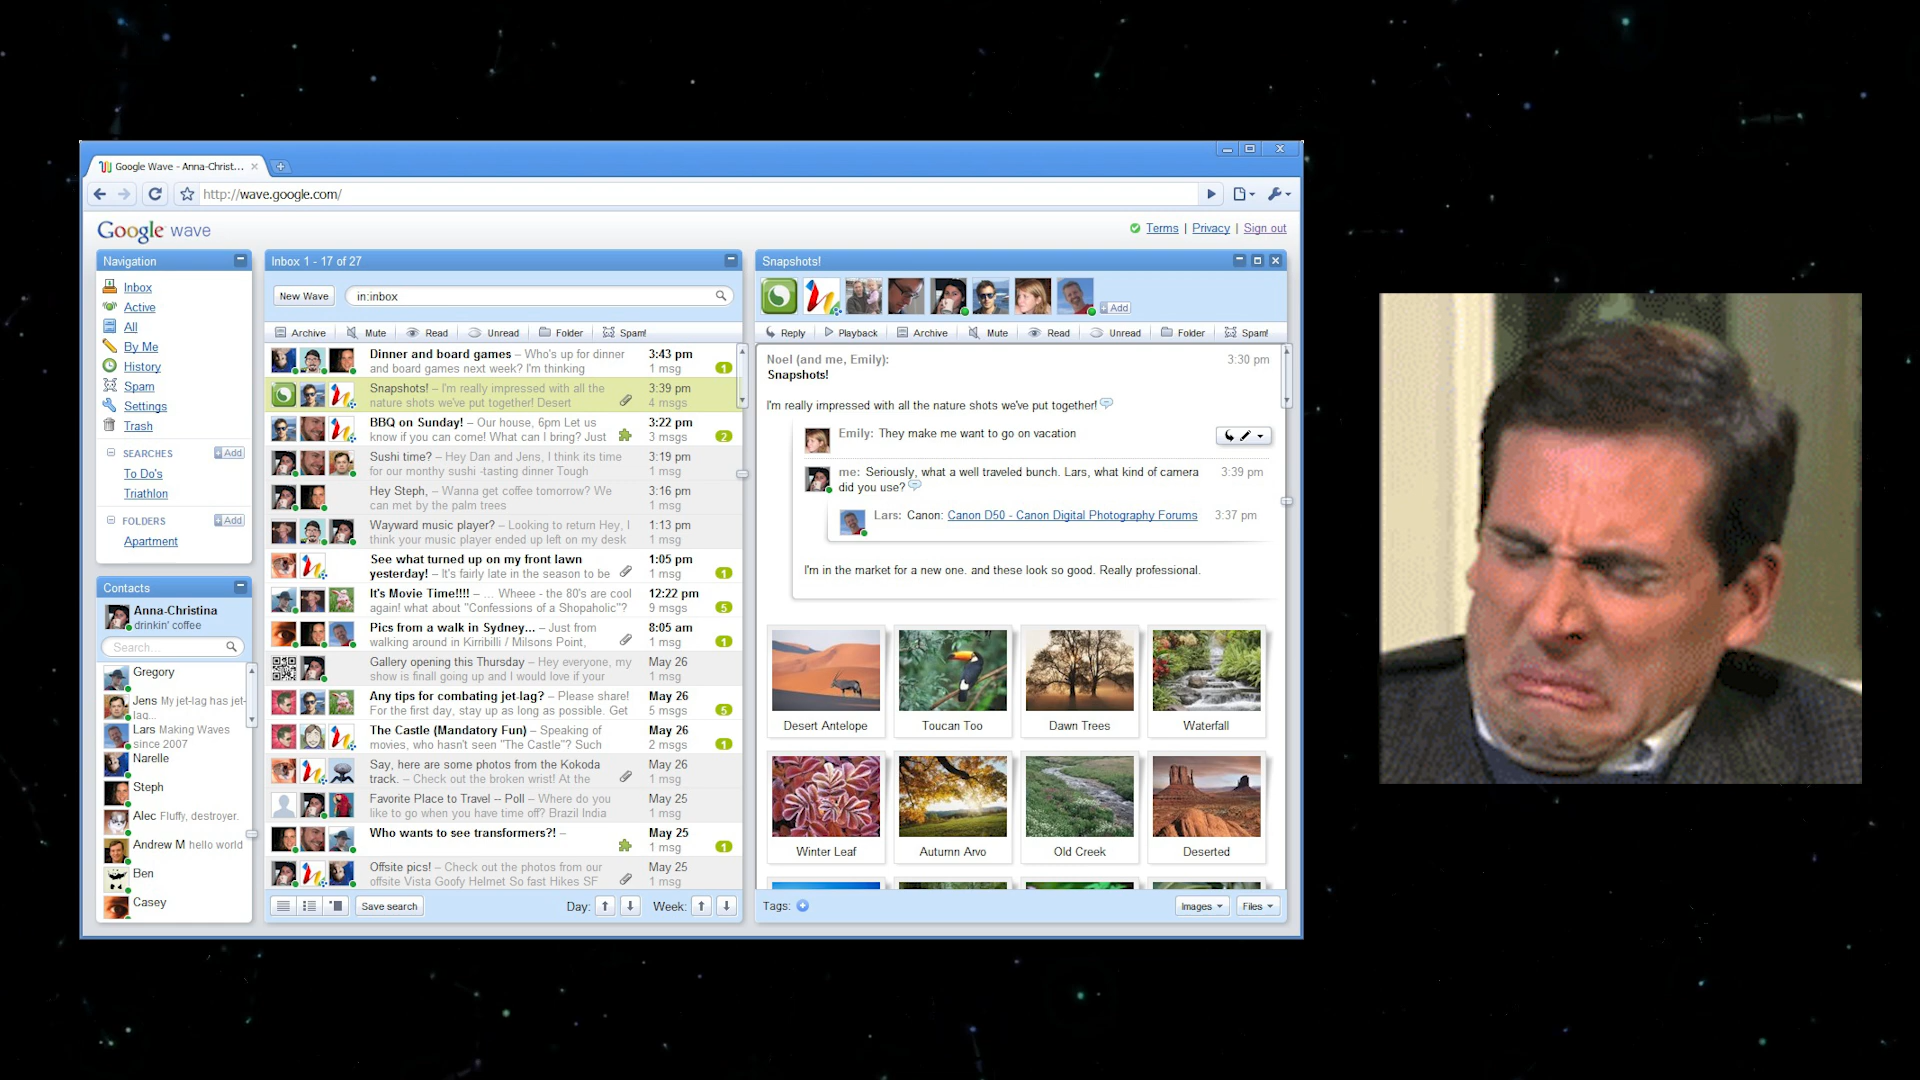 Google Wave - Anna-Christ...
http://wave.google.com/
Google wave
Terms | Privacy | Sign out
Navigation
Inbox
Active
All
By Me
History
Spam
Settings
Trash
SEARCHES
Add
To Do's
Triathlon
FOLDERS
Add
Apartment
Contacts
Anna-Christina
drinkin' coffee
Search...
Gregory
Jens My jet-lag has jet-
lag...
Lars Making Waves
since 2007
Narelle
Steph
Alec Fluffy, destroyer.
Andrew M hello world
Ben
Casey
Inbox 1 - 17 of 27
New Wave
in:inbox
Archive Mute Read Unread Folder Spam!
Dinner and board games – Who's up for dinner 3:43 pm
and board games next week? I'm thinking 1 msg 1
Snapshots! – I'm really impressed with all the 3:39 pm
nature shots we've put together! Desert 4 msgs
BBQ on Sunday! – Our house, 6pm Let us 3:22 pm
know if you can come! What can I bring? Just 3 msgs 2
Sushi time? – Hey Dan and Jens, I think its time 3:19 pm
for our monthy sushi -tasting dinner Tough 1 msg
Hey Steph, – Wanna get coffee tomorrow? We 3:16 pm
can met by the palm trees 1 msg
Wayward music player? – Looking to return Hey, I 1:13 pm
think your music player ended up left on my desk 1 msg
See what turned up on my front lawn 1:05 pm
yesterday! – It's fairly late in the season to be 1 msg 1
It's Movie Time!!!! – ... Wheee - the 80's are cool 12:22 pm
again! what about "Confessions of a Shopaholic"? 9 msgs 5
Pics from a walk in Sydney... – Just from 8:05 am
walking around in Kirribilli / Milsons Point, 1 msg 1
Gallery opening this Thursday – Hey everyone, my May 26
show is finall going up and I would love if your 1 msg
Any tips for combating jet-lag? – Please share! May 26
For the first day, stay up as long as possible. Get 5 msgs 5
The Castle (Mandatory Fun) – Speaking of May 26
movies, who hasn't seen "The Castle"? Such 2 msgs 1
Say, here are some photos from the Kokoda May 26
track. – Check out the broken wrist! At the 1 msg
Favorite Place to Travel -- Poll – Where do you May 25
like to go when you have time off? Brazil India 1 msg
Who wants to see transformers?! – May 25
1 msg 1
Offsite pics! – Check out the photos from our May 25
offsite Vista Goofy Helmet So fast Hikes SF 1 msg
Save search
Day:
Week:
Snapshots!
Add
Reply Playback Archive Mute Read Unread Folder Spam!
Noel (and me, Emily): 3:30 pm
Snapshots!
I'm really impressed with all the nature shots we've put together!
Emily: They make me want to go on vacation
me: Seriously, what a well traveled bunch. Lars, what kind of camera 3:39 pm
did you use?
Lars: Canon: Canon D50 - Canon Digital Photography Forums 3:37 pm
I'm in the market for a new one. and these look so good. Really professional.
Desert Antelope Toucan Too Dawn Trees Waterfall
Winter Leaf Autumn Arvo Old Creek Deserted
Tags:
Images
Files